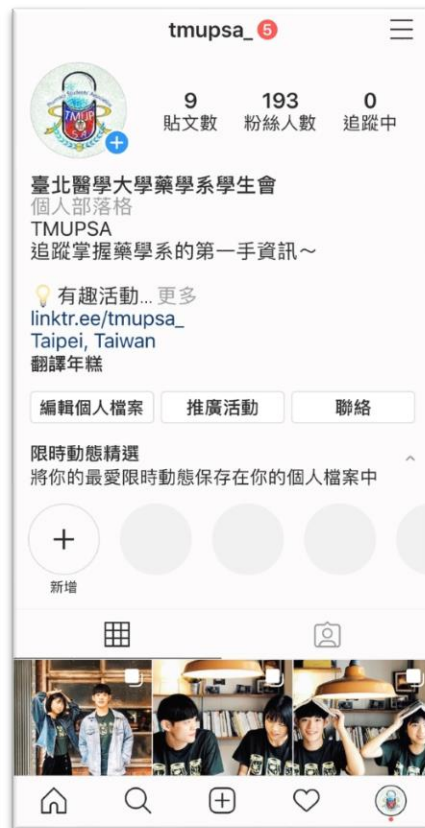 tmupsa_ 5
9 193 0
貼文數 粉絲人數 追蹤中
TMUP
臺北醫學大學藥學系學生會
個人部落格
TMUPSA
追蹤掌握藥學系的第一手資訊～
💡有趣活動... 更多
linktr.ee/tmupsa_
Taipei, Taiwan
翻譯年糕
編輯個人檔案 推廣活動 聯絡
限時動態精選
將你的最愛限時動態保存在你的個人檔案中
新增